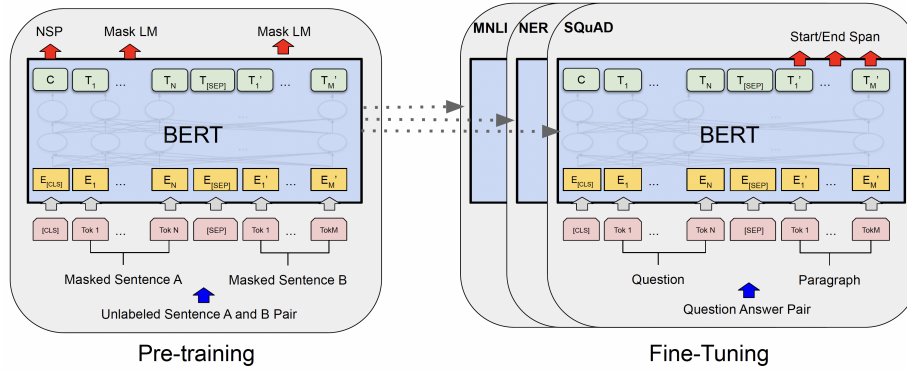 NSP Mask LM Mask LM
C T1 ... TN T[SEP] T1' ... TM'
BERT
E[CLS] E1 ... EN E[SEP] E1' ... EM'
[CLS] Tok 1 ... Tok N [SEP] Tok 1 ... TokM
Masked Sentence A Masked Sentence B
Unlabeled Sentence A and B Pair
Pre-training
MNLI NER SQuAD
Start/End Span
C T1 ... TN T[SEP] T1' ... TM'
BERT
E[CLS] E1 ... EN E[SEP] E1' ... EM'
[CLS] Tok 1 ... Tok N [SEP] Tok 1 ... TokM
Question Paragraph
Question Answer Pair
Fine-Tuning